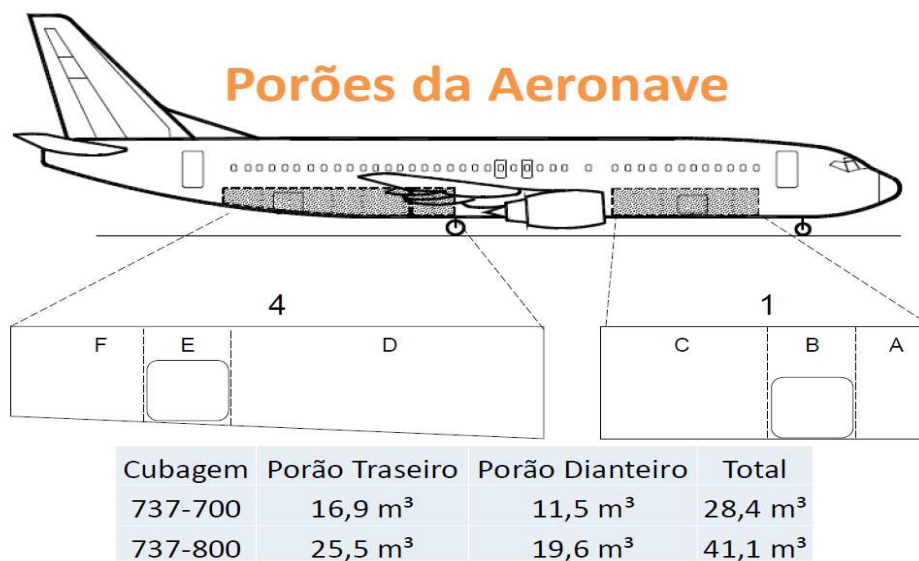 Porões da Aeronave
4 1
F E D C B A
Cubagem Porão Traseiro Porão Dianteiro Total
737-700 16,9 m³ 11,5 m³ 28,4 m³
737-800 25,5 m³ 19,6 m³ 41,1 m³